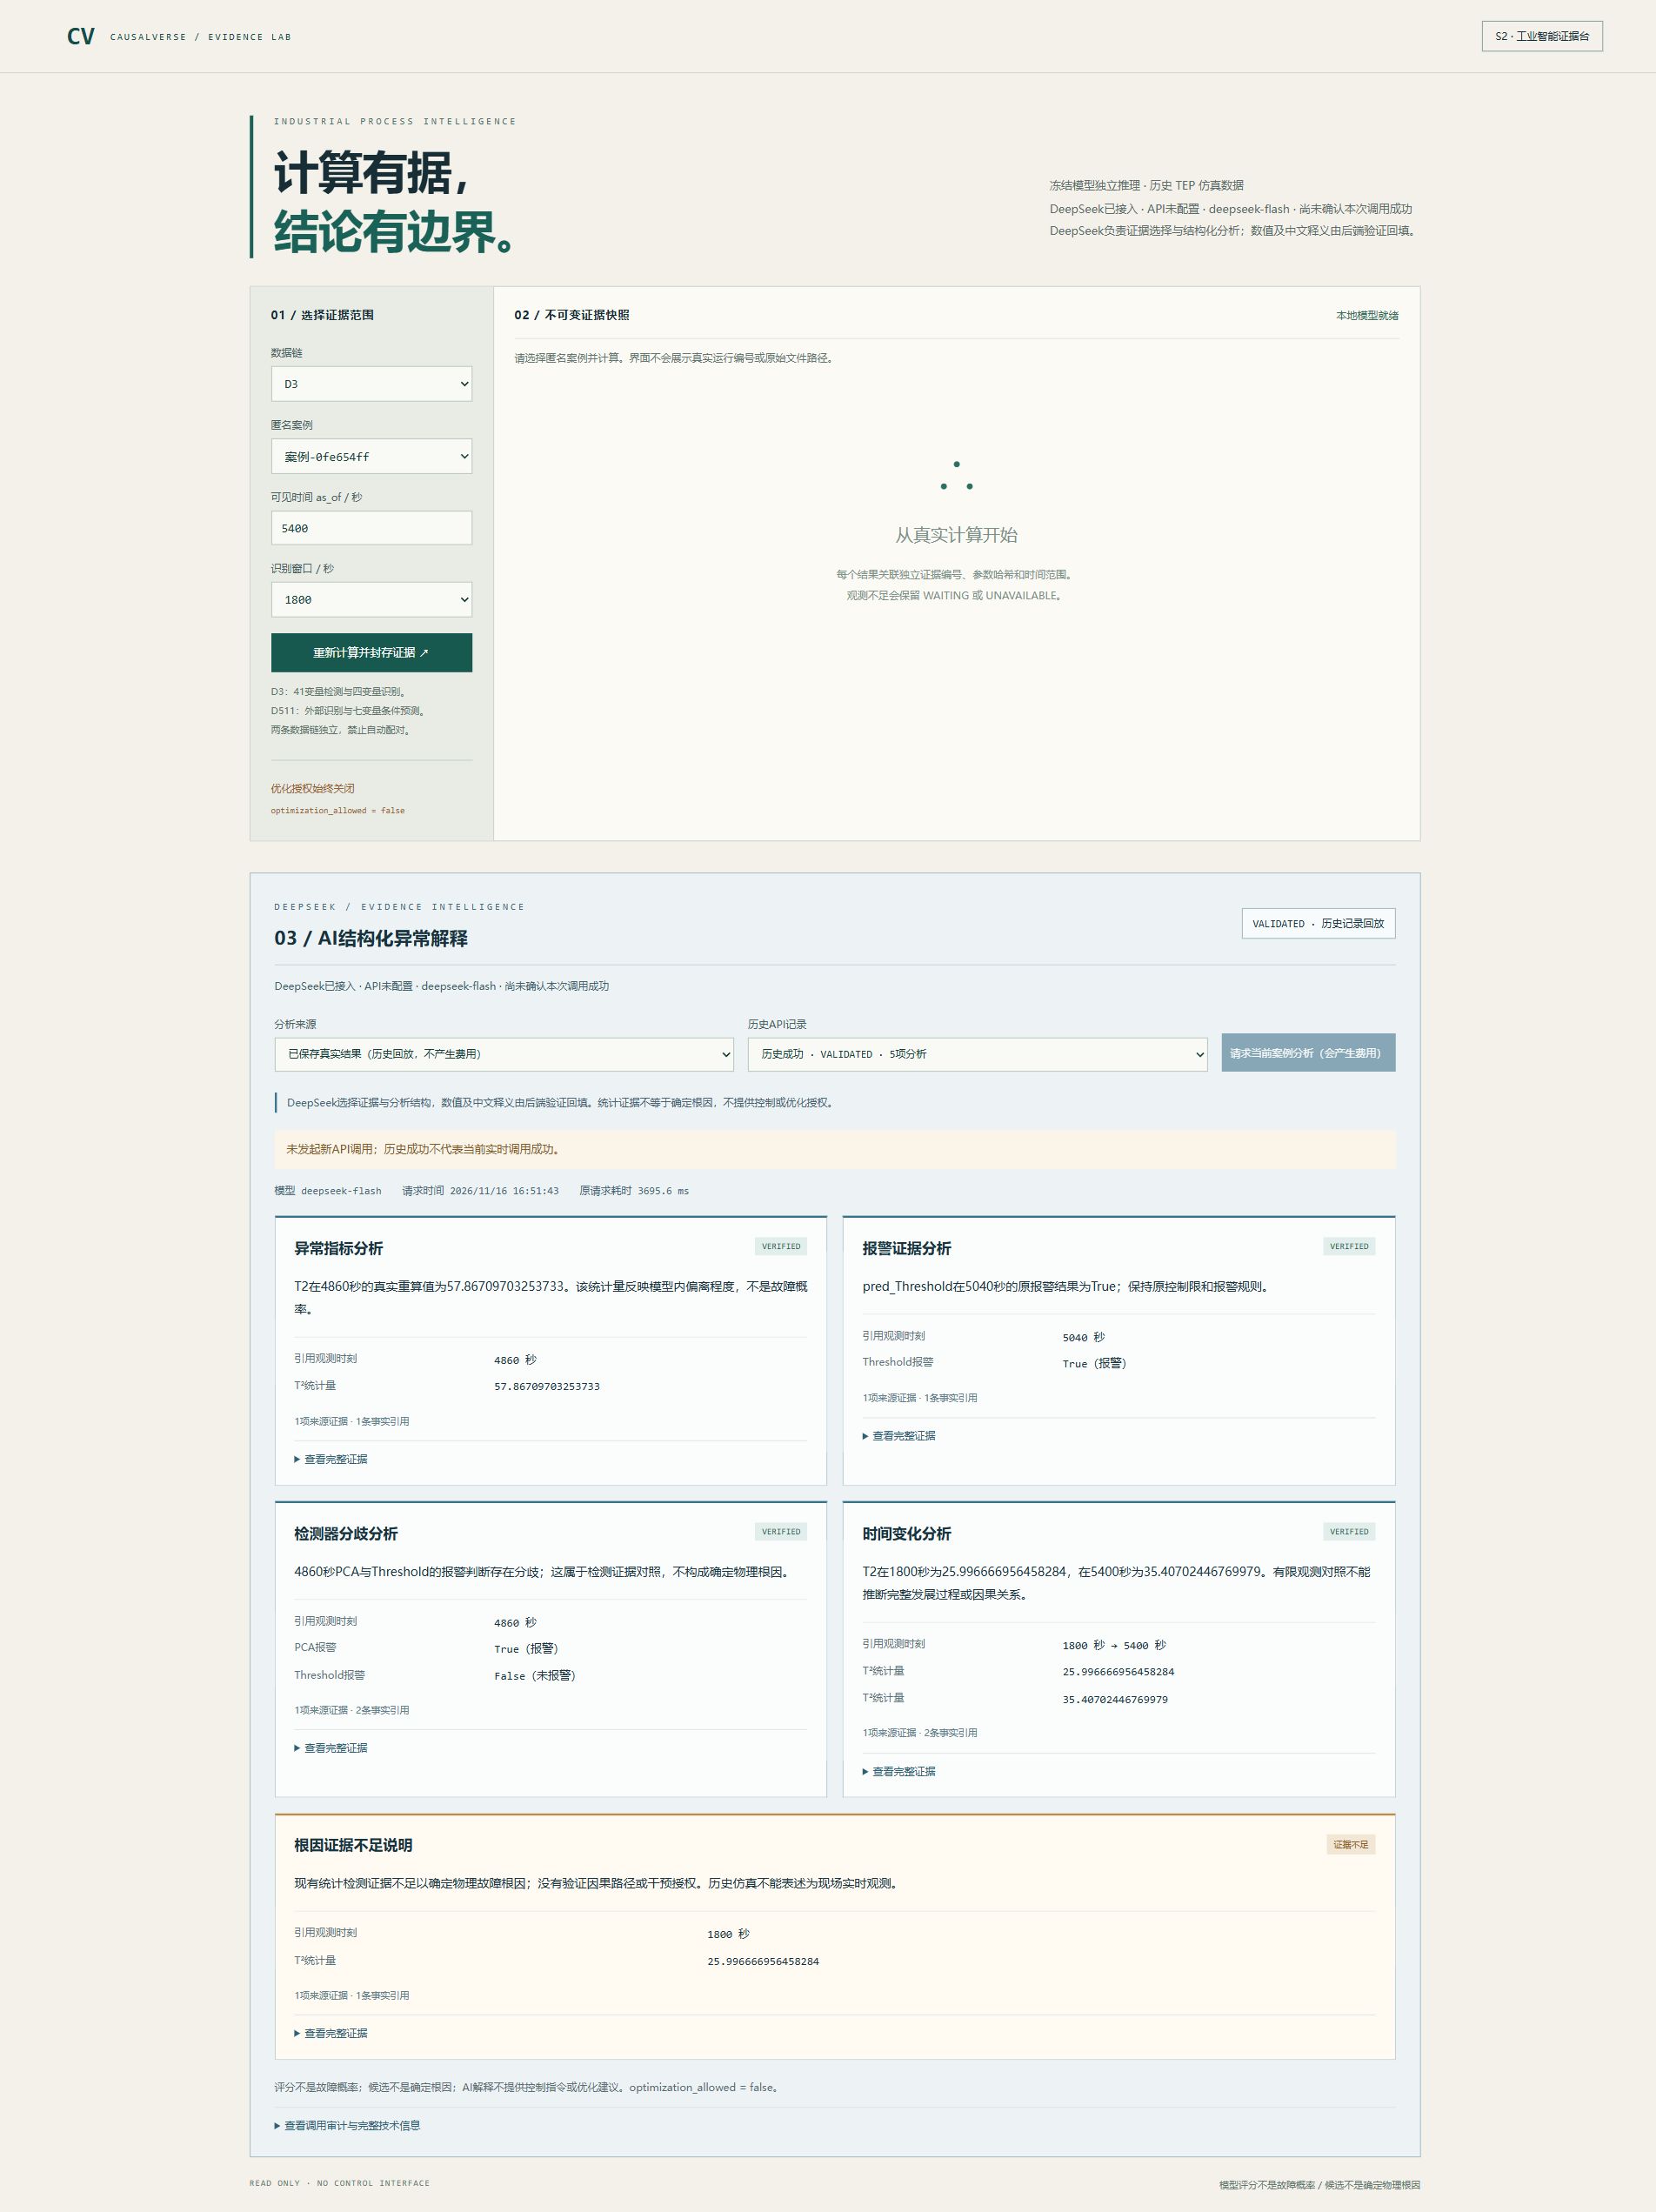 CV CAUSALVERSE / EVIDENCE LAB
S2 · 工业智能证据台
INDUSTRIAL PROCESS INTELLIGENCE
计算有据，
结论有边界。
冻结模型独立推理 · 历史 TEP 仿真数据
DeepSeek已接入 · API未配置 · deepseek-flash · 尚未确认本次调用成功
DeepSeek负责证据选择与结构化分析；数值及中文释义由后端验证回填。
01 / 选择证据范围
数据链
D3
匿名案例
案例-0fe654ff
可见时间 as_of / 秒
5400
识别窗口 / 秒
1800
重新计算并封存证据 ↗
D3：41变量检测与四变量识别。
D511：外部识别与七变量条件预测。
两条数据链独立，禁止自动配对。
优化授权始终关闭
optimization_allowed = false
02 / 不可变证据快照
本地模型就绪
请选择匿名案例并计算。界面不会展示真实运行编号或原始文件路径。
从真实计算开始
每个结果关联独立证据编号、参数哈希和时间范围。
观测不足会保留 WAITING 或 UNAVAILABLE。
DEEPSEEK / EVIDENCE INTELLIGENCE
03 / AI结构化异常解释
VALIDATED · 历史记录回放
DeepSeek已接入 · API未配置 · deepseek-flash · 尚未确认本次调用成功
分析来源
已保存真实结果（历史回放，不产生费用）
历史API记录
历史成功 · VALIDATED · 5项分析
请求当前案例分析（会产生费用）
DeepSeek选择证据与分析结构，数值及中文释义由后端验证回填。统计证据不等于确定根因，不提供控制或优化授权。
未发起新API调用；历史成功不代表当前实时调用成功。
模型 deepseek-flash 请求时间 2026/11/16 16:51:43 原请求耗时 3695.6 ms
异常指标分析
VERIFIED
T2在4860秒的真实重算值为57.86709703253733。该统计量反映模型内偏离程度，不是故障概
率。
引用观测时刻 4860 秒
T²统计量 57.86709703253733
1项来源证据 · 1条事实引用
▶ 查看完整证据
报警证据分析
VERIFIED
pred_Threshold在5040秒的原报警结果为True；保持原控制限和报警规则。
引用观测时刻 5040 秒
Threshold报警 True（报警）
1项来源证据 · 1条事实引用
▶ 查看完整证据
检测器分歧分析
VERIFIED
4860秒PCA与Threshold的报警判断存在分歧；这属于检测证据对照，不构成确定物理根因。
引用观测时刻 4860 秒
PCA报警 True（报警）
Threshold报警 False（未报警）
1项来源证据 · 2条事实引用
▶ 查看完整证据
时间变化分析
VERIFIED
T2在1800秒为25.996666956458284，在5400秒为35.40702446769979。有限观测对照不能
推断完整发展过程或因果关系。
引用观测时刻 1800 秒 → 5400 秒
T²统计量 25.996666956458284
T²统计量 35.40702446769979
1项来源证据 · 2条事实引用
▶ 查看完整证据
根因证据不足说明
证据不足
现有统计检测证据不足以确定物理故障根因；没有验证因果路径或干预授权。历史仿真不能表述为现场实时观测。
引用观测时刻 1800 秒
T²统计量 25.996666956458284
1项来源证据 · 1条事实引用
▶ 查看完整证据
评分不是故障概率；候选不是确定根因；AI解释不提供控制指令或优化建议。optimization_allowed = false。
▶ 查看调用审计与完整技术信息
READ ONLY · NO CONTROL INTERFACE
模型评分不是故障概率 / 候选不是确定物理根因